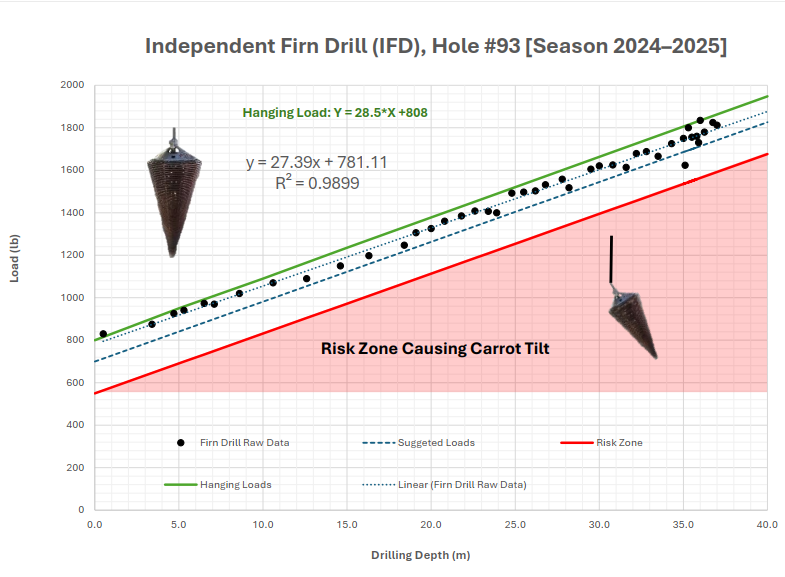 Independent Firn Drill (IFD), Hole #93 [Season 2024–2025]
2000
1800
1600
1400
1200
1000
800
600
400
200
0
Load (lb)
Hanging Load: Y = 28.5*X +808
y = 27.39x + 781.11
R² = 0.9899
Risk Zone Causing Carrot Tilt
Firn Drill Raw Data
Suggeted Loads
Risk Zone
Hanging Loads
Linear (Firn Drill Raw Data)
0.0 5.0 10.0 15.0 20.0 25.0 30.0 35.0 40.0
Drilling Depth (m)